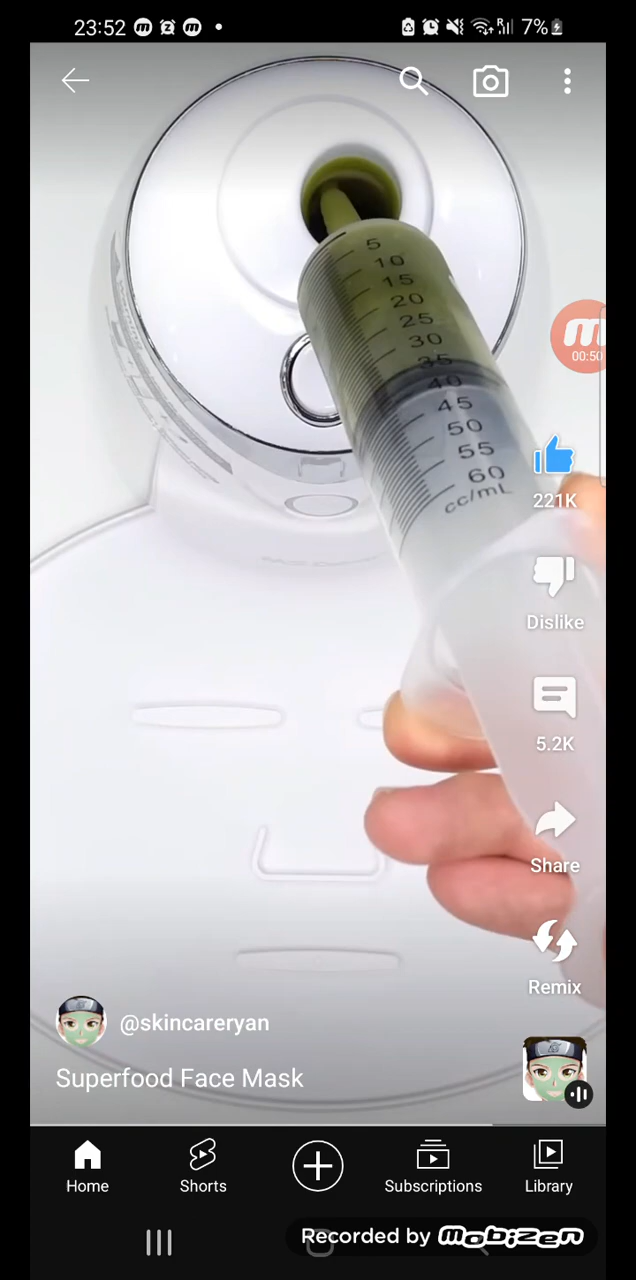 23:52
7%
5
10
15
20
25
30
35
40
45
50
55
60
cc/mL
00:50
221K
Dislike
5.2K
Share
Remix
@skincareryan
Superfood Face Mask
Home
Shorts
Subscriptions
Library
Recorded by mobizen